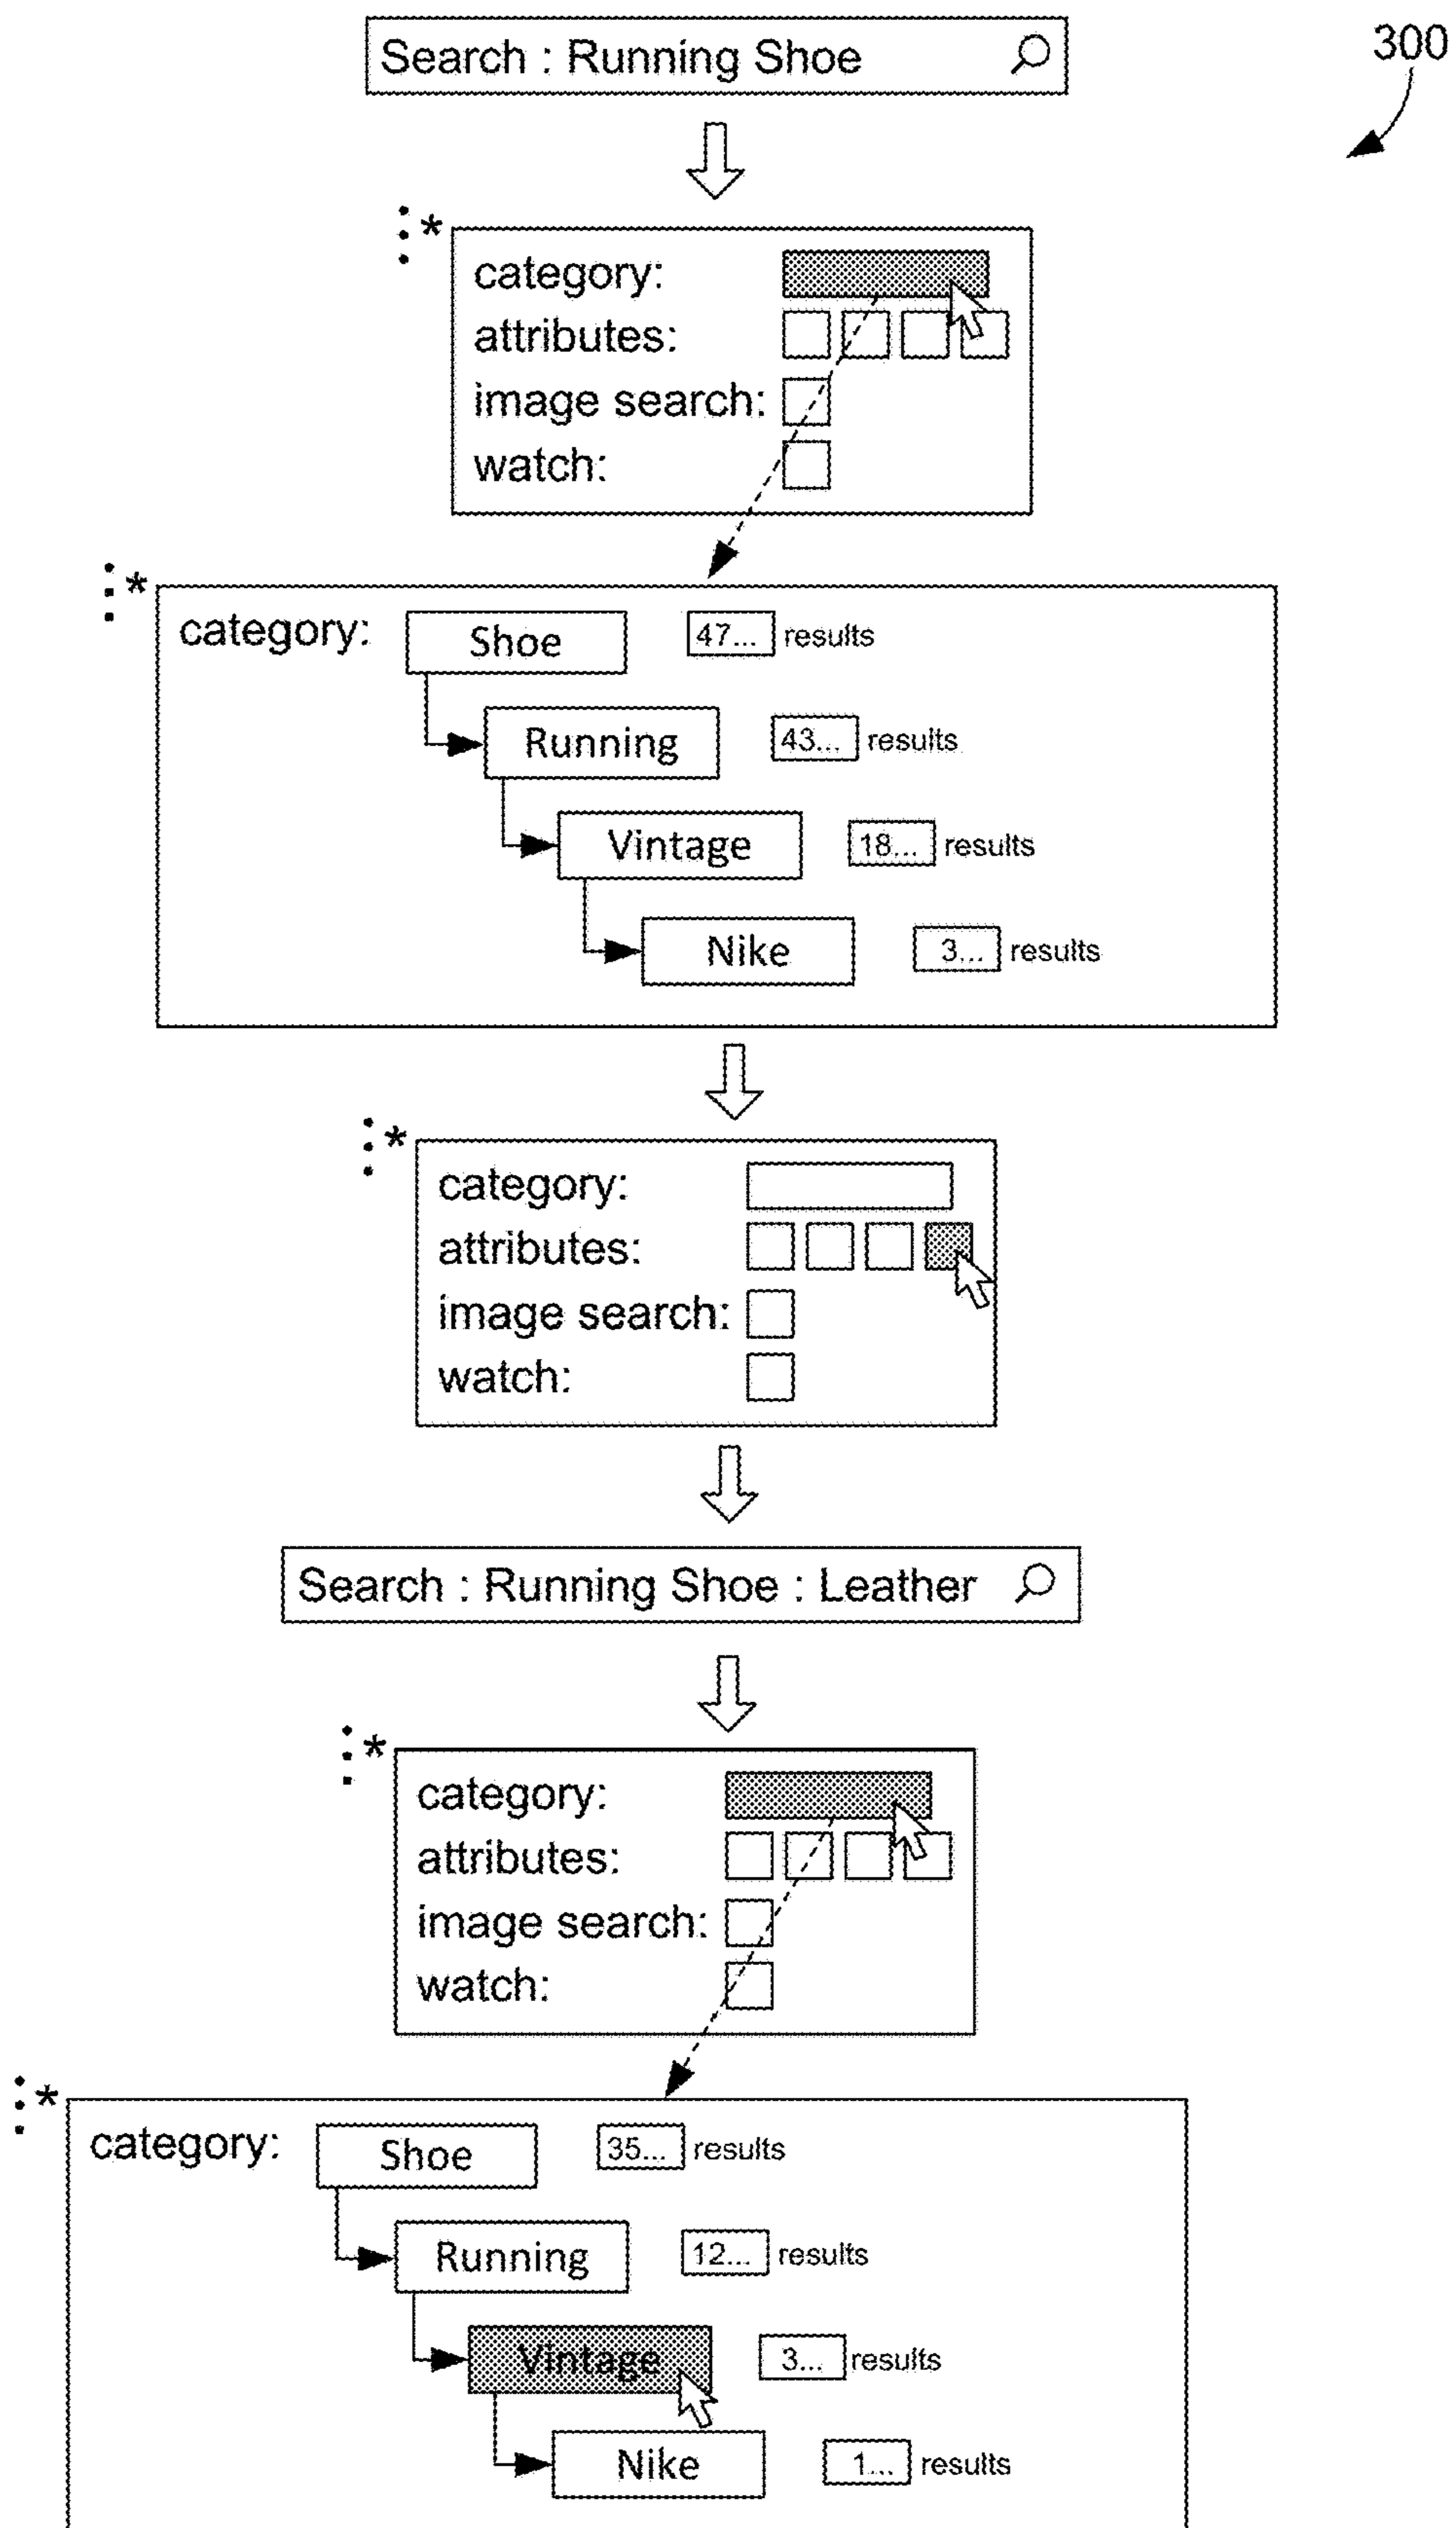 300
Search : Running Shoe
*
category:
attributes:
image search:
watch:
*
category: Shoe 47... results
Running 43... results
Vintage 18... results
Nike 3... results
*
category:
attributes:
image search:
watch:
Search : Running Shoe : Leather
*
category:
attributes:
image search:
watch:
*
category: Shoe 35... results
Running 12... results
Vintage 3... results
Nike 1... results